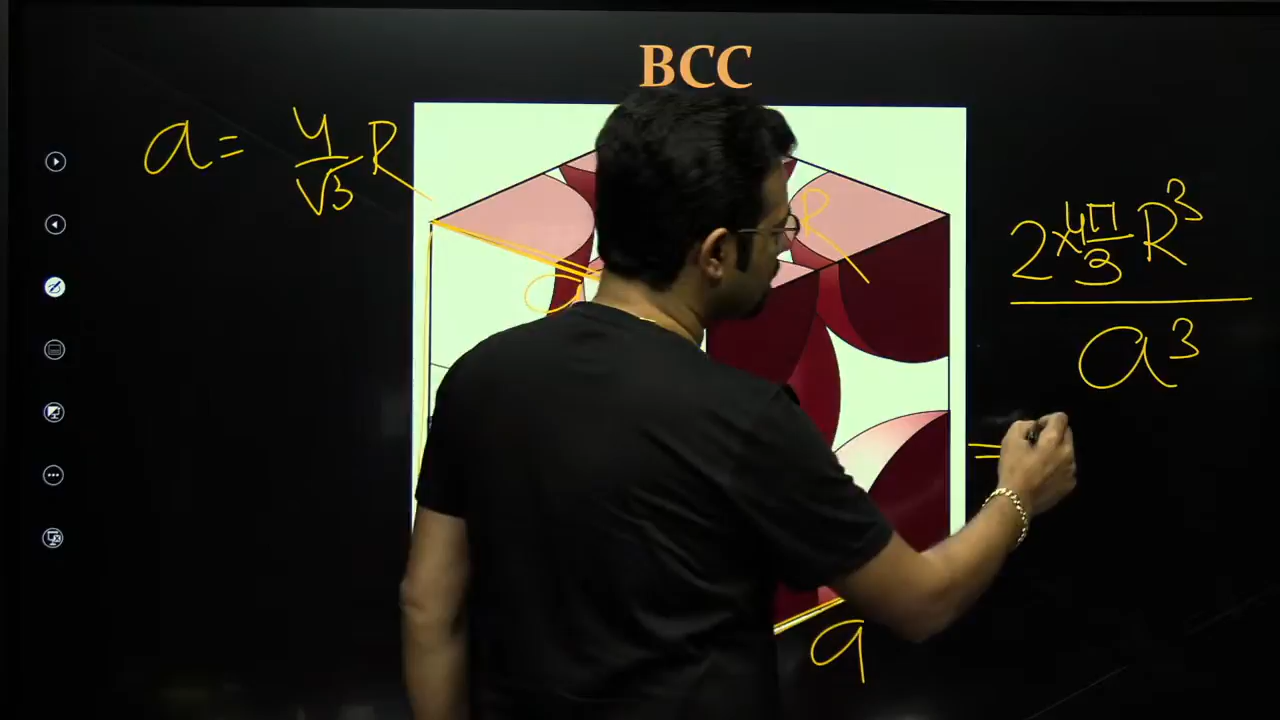 BCC
a = 4/√3 R
R
a
2×4π/3 R³
a³
=
a